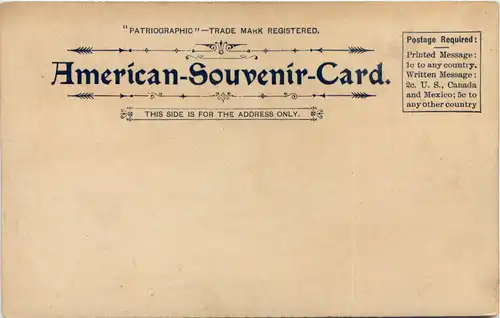 "PATRIOGRAPHIC"—TRADE MARK REGISTERED.
American-Souvenir-Card.
THIS SIDE IS FOR THE ADDRESS ONLY.
Postage Required:
Printed Message:
1c to any country.
Written Message:
2c. U. S., Canada
and Mexico; 5c to
any other country